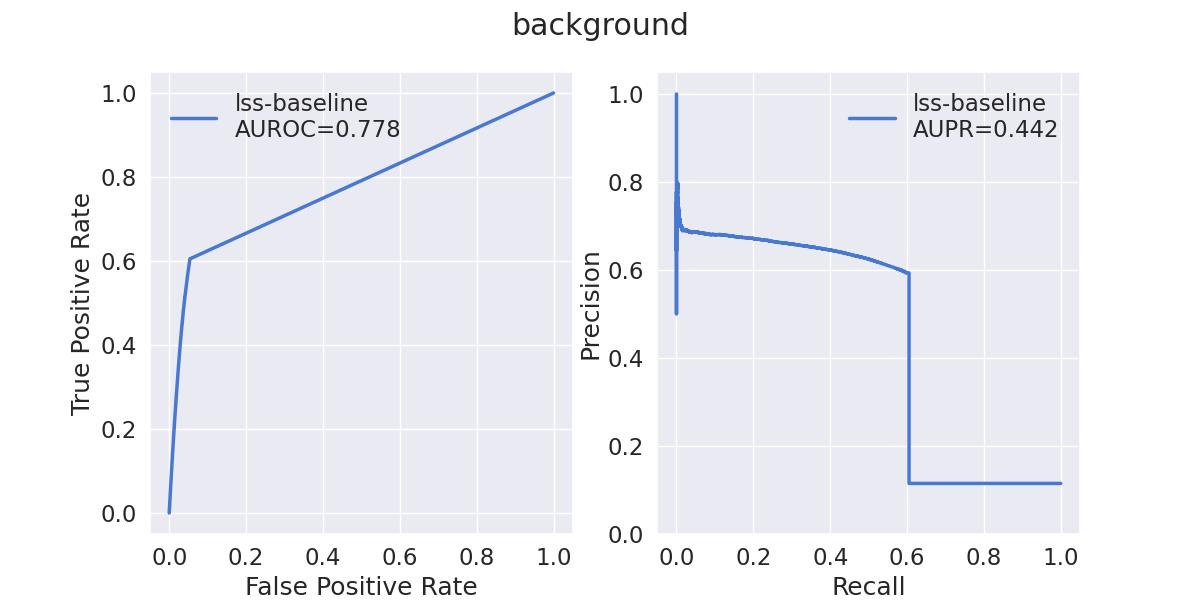 background
lss-baseline
AUROC=0.778
1.0
0.8
0.6
0.4
0.2
0.0
True Positive Rate
0.0 0.2 0.4 0.6 0.8 1.0
False Positive Rate
lss-baseline
AUPR=0.442
1.0
0.8
0.6
0.4
0.2
0.0
Precision
0.0 0.2 0.4 0.6 0.8 1.0
Recall